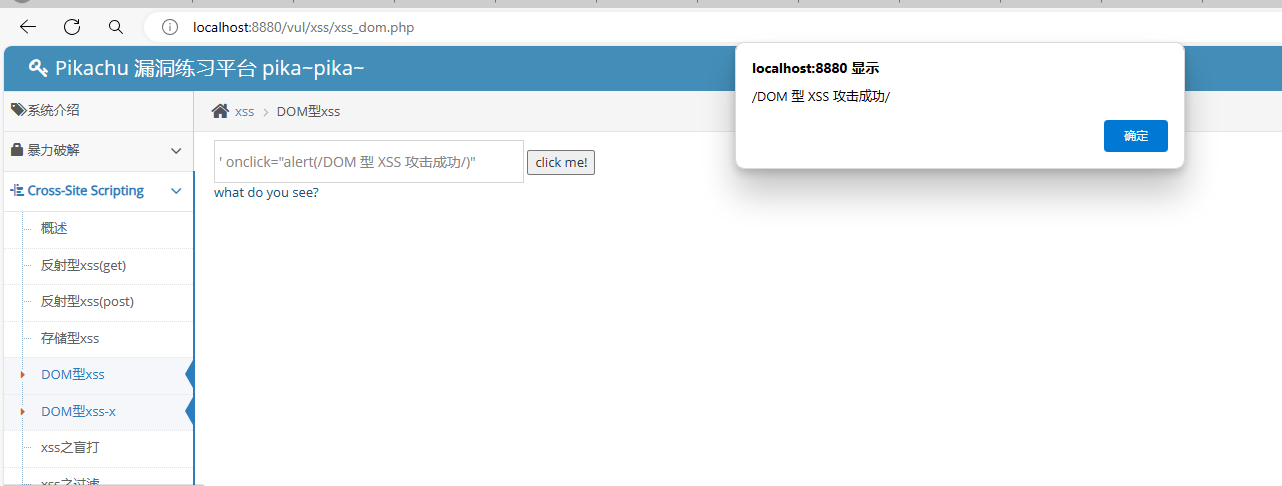 localhost:8880/vul/xss/xss_dom.php
Pikachu 漏洞练习平台 pika~pika~
localhost:8880 显示
/DOM 型 XSS 攻击成功/
确定
系统介绍
暴力破解
Cross-Site Scripting
概述
反射型xss(get)
反射型xss(post)
存储型xss
DOM型xss
DOM型xss-x
xss之盲打
xss之过滤
xss > DOM型xss
' onclick="alert(/DOM 型 XSS 攻击成功/)"
click me!
what do you see?